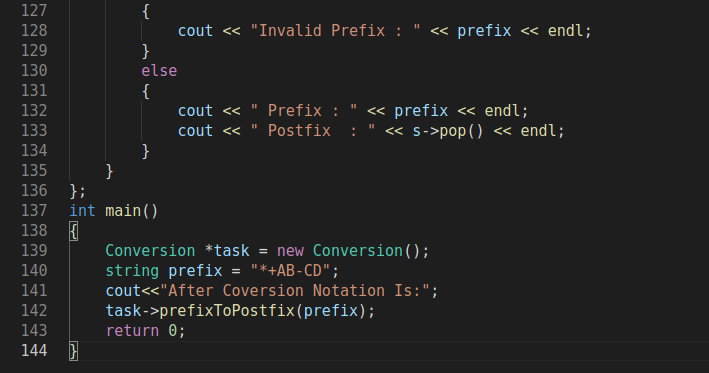 127 {
128 cout << "Invalid Prefix : " << prefix << endl;
129 }
130 else
131 {
132 cout << " Prefix : " << prefix << endl;
133 cout << " Postfix  : " << s->pop() << endl;
134 }
135 }
136 };
137 int main()
138 {
139 Conversion *task = new Conversion();
140 string prefix = "*+AB-CD";
141 cout<<"After Coversion Notation Is:";
142 task->prefixToPostfix(prefix);
143 return 0;
144 }